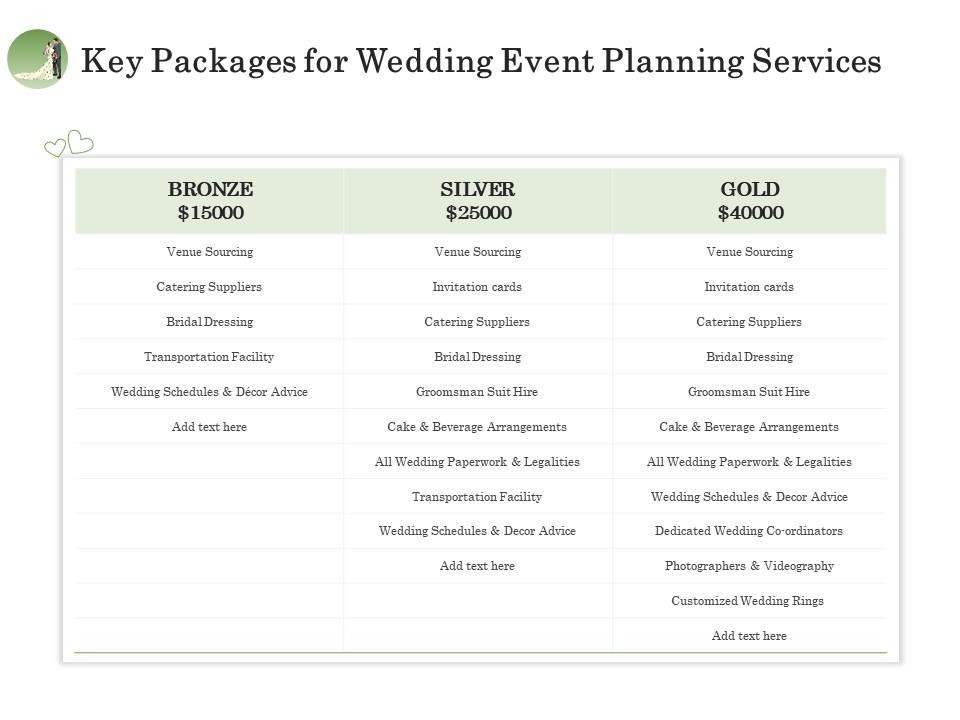 Key Packages for Wedding Event Planning Services
BRONZE SILVER GOLD
$15000 $25000 $40000
Venue Sourcing Venue Sourcing Venue Sourcing
Catering Suppliers Invitation cards Invitation cards
Bridal Dressing Catering Suppliers Catering Suppliers
Transportation Facility Bridal Dressing Bridal Dressing
Wedding Schedules & Décor Advice Groomsman Suit Hire Groomsman Suit Hire
Add text here Cake & Beverage Arrangements Cake & Beverage Arrangements
All Wedding Paperwork & Legalities All Wedding Paperwork & Legalities
Transportation Facility Wedding Schedules & Decor Advice
Wedding Schedules & Decor Advice Dedicated Wedding Co-ordinators
Add text here Photographers & Videography
Customized Wedding Rings
Add text here